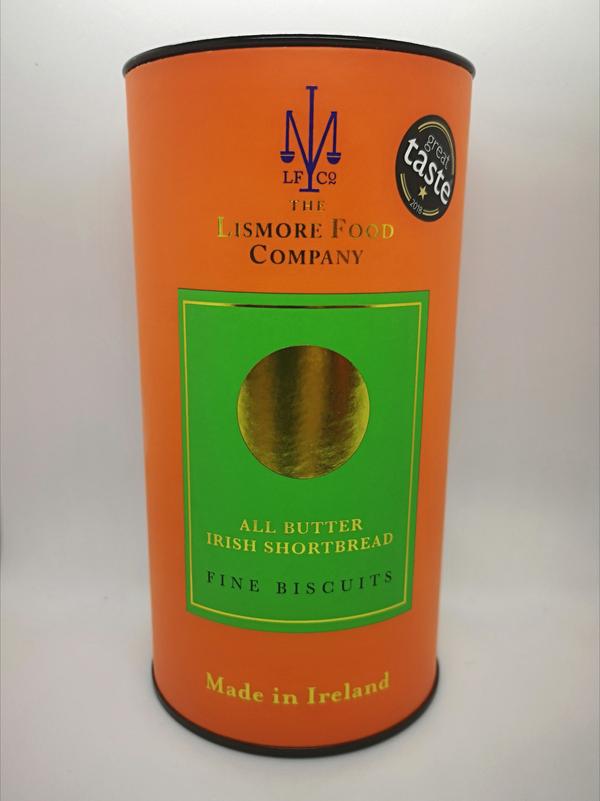 LF Co
THE
LISMORE FOOD
COMPANY
great
taste
2018
ALL BUTTER
IRISH SHORTBREAD
FINE BISCUITS
Made in Ireland